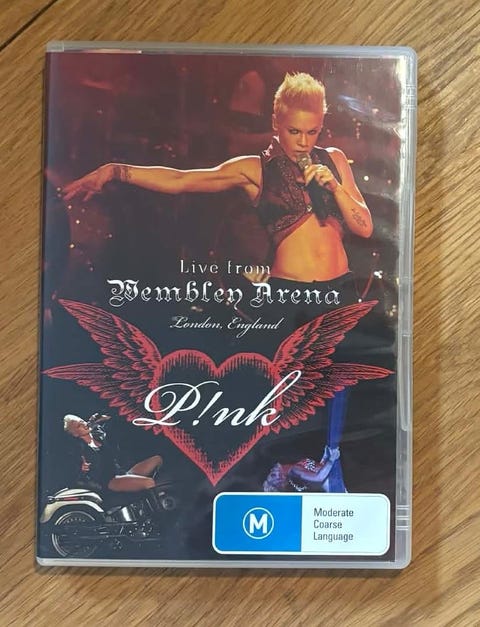 Live from
Wembley Arena
London, England
P!nk
M
Moderate
Coarse
Language